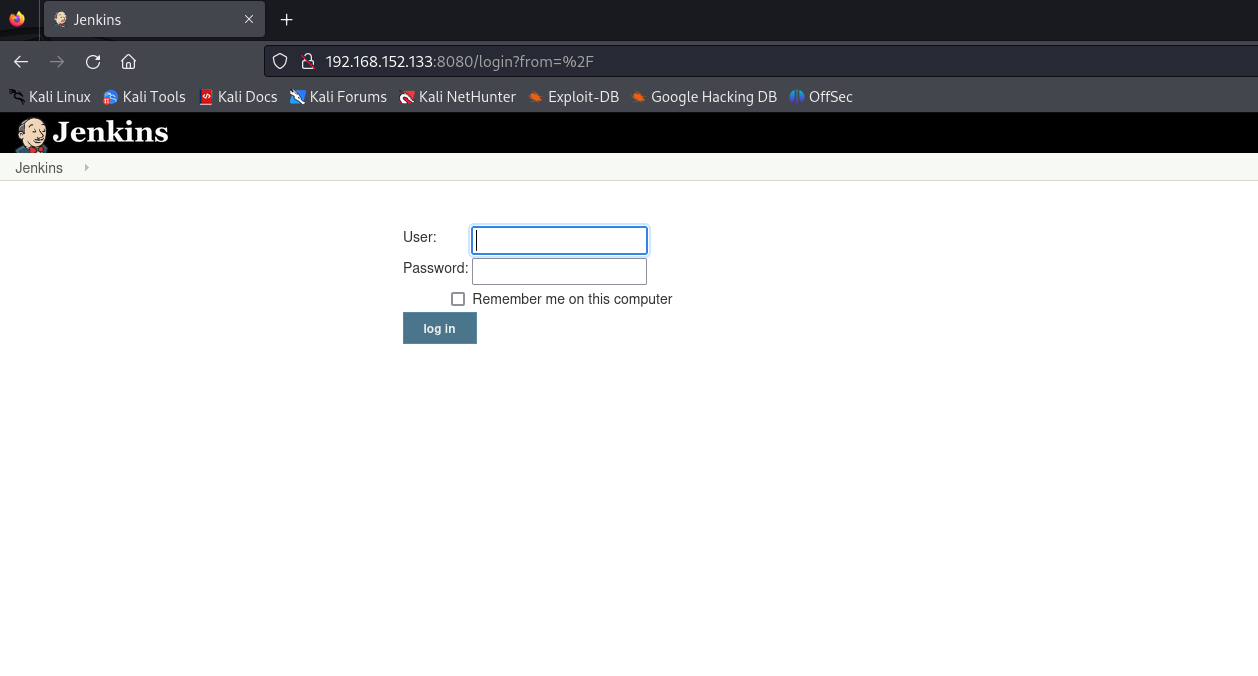 Jenkins
192.168.152.133:8080/login?from=%2F
Kali Linux Kali Tools Kali Docs Kali Forums Kali NetHunter Exploit-DB Google Hacking DB OffSec
Jenkins
Jenkins
User:
Password:
Remember me on this computer
log in